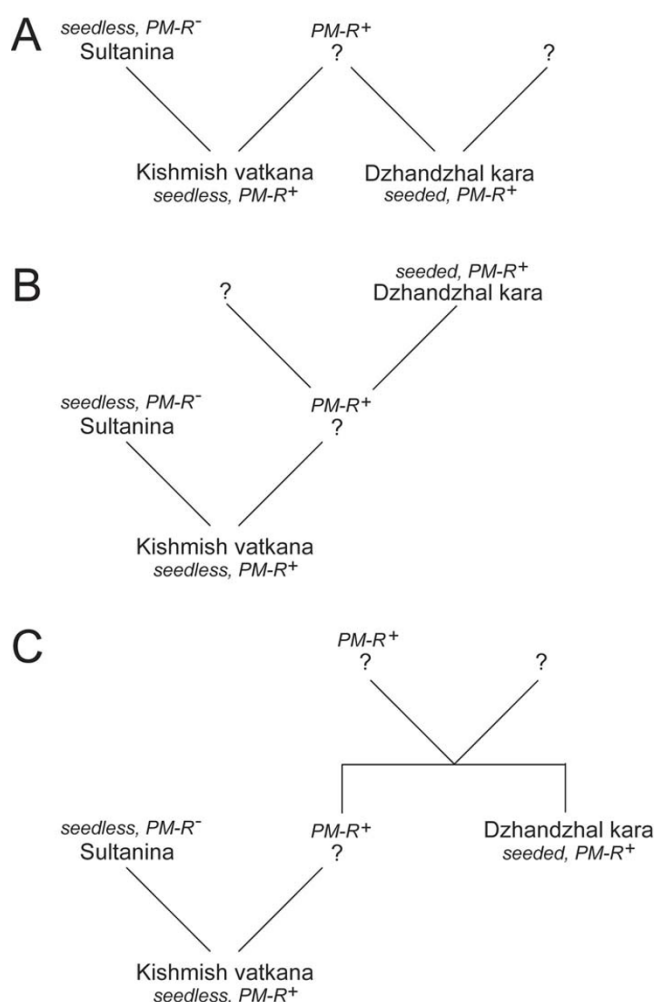 A
seedless, PM-R⁻
Sultanina
PM-R⁺
?
?
Kishmish vatkana
seedless, PM-R⁺
Dzhandzhal kara
seeded, PM-R⁺
B
?
seeded, PM-R⁺
Dzhandzhal kara
seedless, PM-R⁻
Sultanina
PM-R⁺
?
Kishmish vatkana
seedless, PM-R⁺
C
PM-R⁺
?
?
seedless, PM-R⁻
Sultanina
PM-R⁺
?
Dzhandzhal kara
seeded, PM-R⁺
Kishmish vatkana
seedless, PM-R⁺